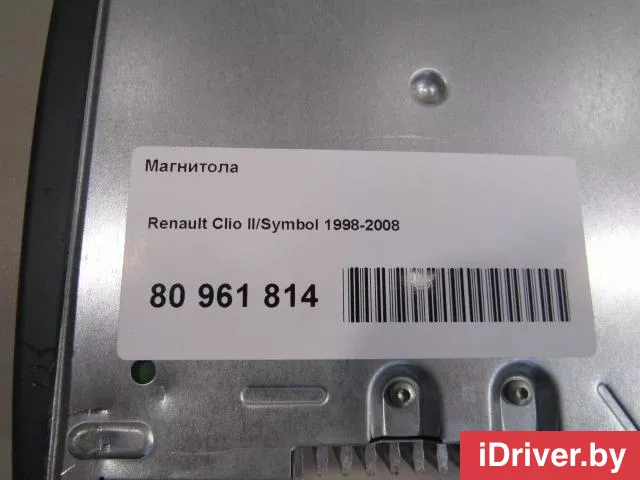 Магнитола
Renault Clio II/Symbol 1998-2008
80 961 814
iDriver.by